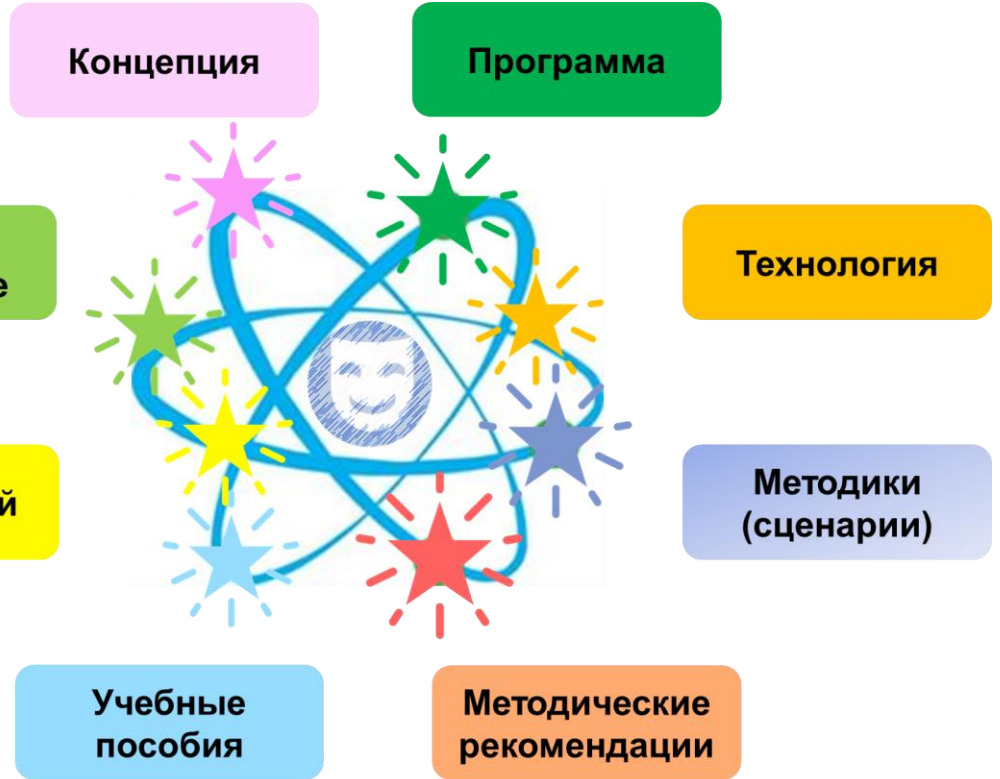 Концепция
Программа
е
Технология
й
Методики
(сценарии)
Учебные
пособия
Методические
рекомендации